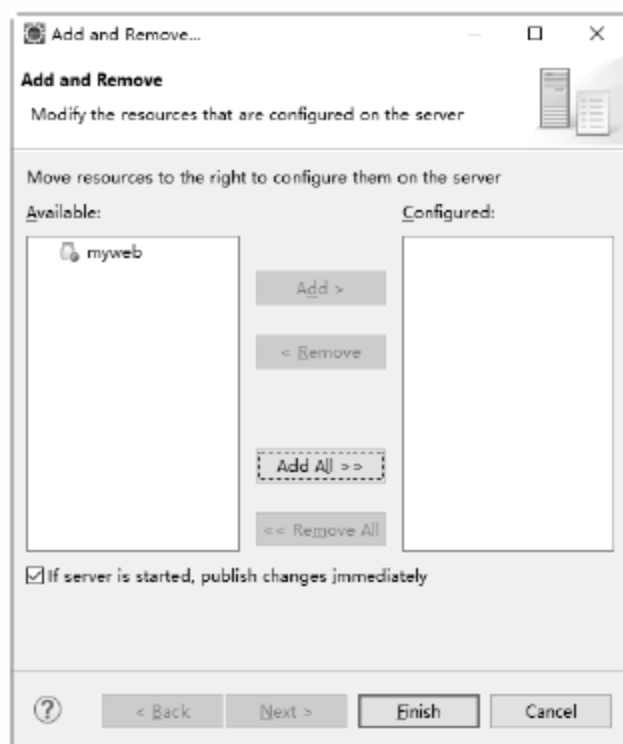 Add and Remove...
Add and Remove
Modify the resources that are configured on the server
Move resources to the right to configure them on the server
Available:
Configured:
myweb
Add >
< Remove
Add All >>
<< Remove All
If server is started, publish changes immediately
?
< Back
Next >
Finish
Cancel